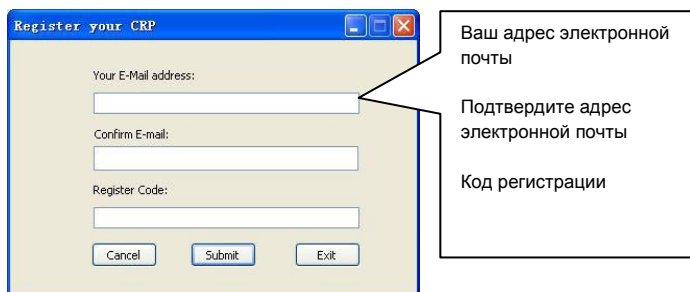 Register your CRP
Your E-Mail address:
Confirm E-mail:
Register Code:
Cancel Submit Exit
Ваш адрес электронной
почты
Подтвердите адрес
электронной почты
Код регистрации